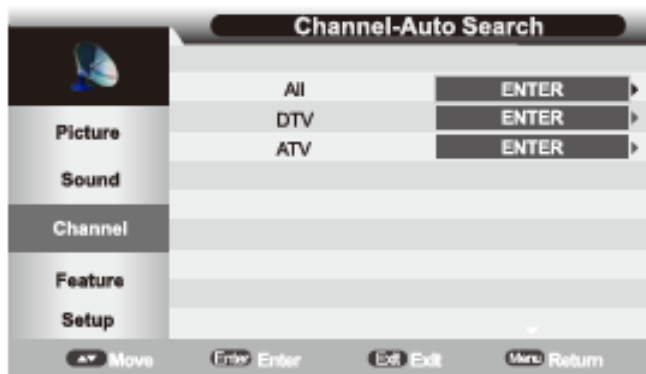 Channel-Auto Search
All ENTER
DTV ENTER
ATV ENTER
Picture
Sound
Channel
Feature
Setup
Move Enter Enter Exit Exit Menu Return